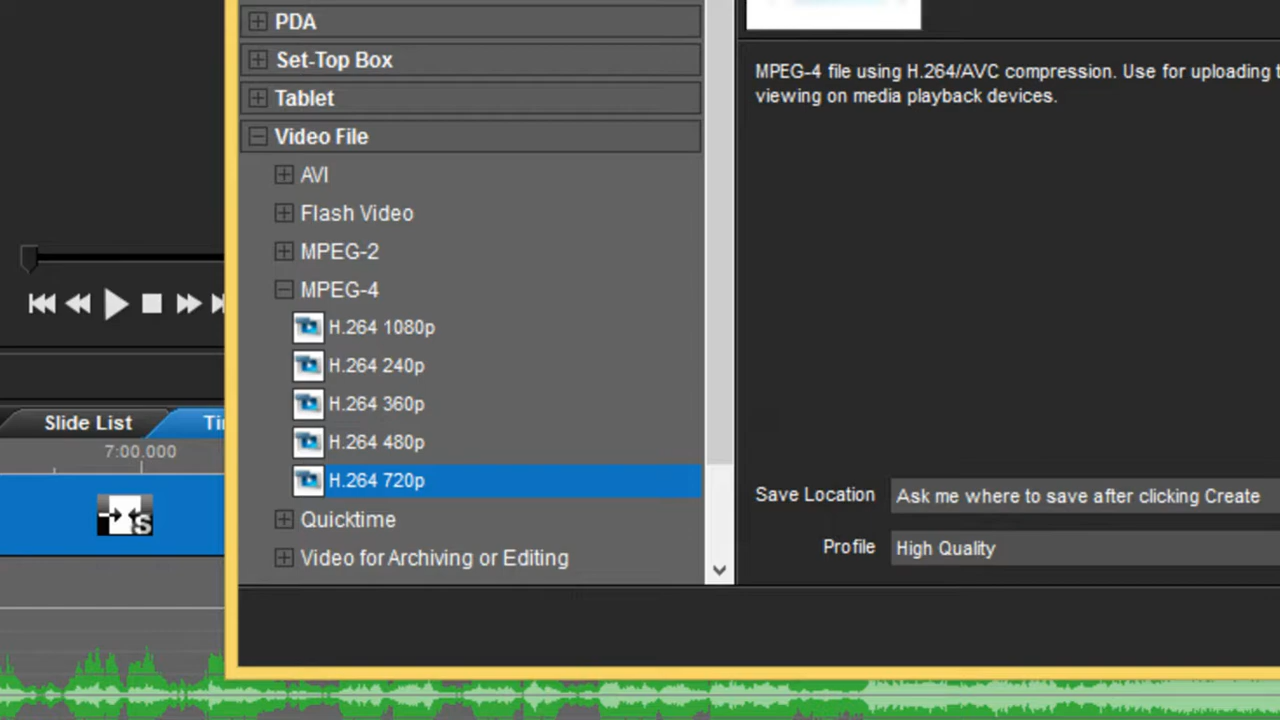 PDA
Set-Top Box
Tablet
Video File
AVI
Flash Video
MPEG-2
MPEG-4
H.264 1080p
H.264 240p
H.264 360p
H.264 480p
H.264 720p
Quicktime
Video for Archiving or Editing
MPEG-4 file using H.264/AVC compression. Use for uploading
viewing on media playback devices.
Save Location
Ask me where to save after clicking Create
Profile
High Quality
Slide List
7:00.000
S